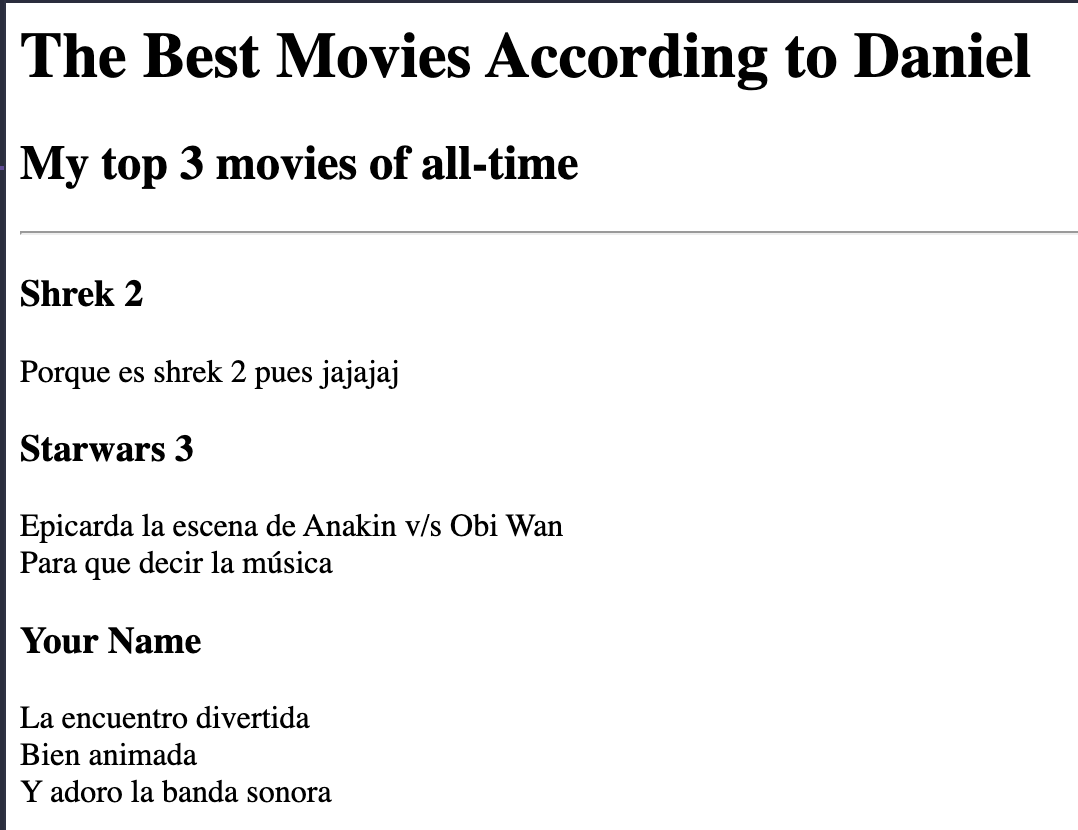 The Best Movies According to Daniel
My top 3 movies of all-time
Shrek 2
Porque es shrek 2 pues jajajaj
Starwars 3
Epicarda la escena de Anakin v/s Obi Wan
Para que decir la música
Your Name
La encuentro divertida
Bien animada
Y adoro la banda sonora